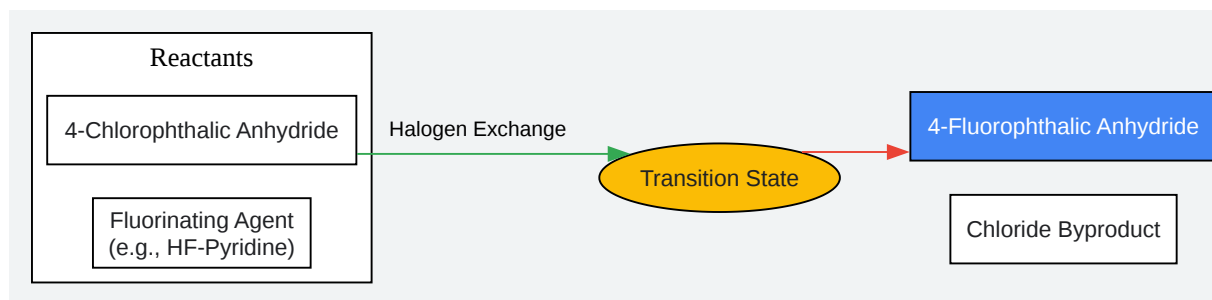 Reactants
4-Chlorophthalic Anhydride
Fluorinating Agent
(e.g., HF-Pyridine)
Halogen Exchange
Transition State
4-Fluorophthalic Anhydride
Chloride Byproduct